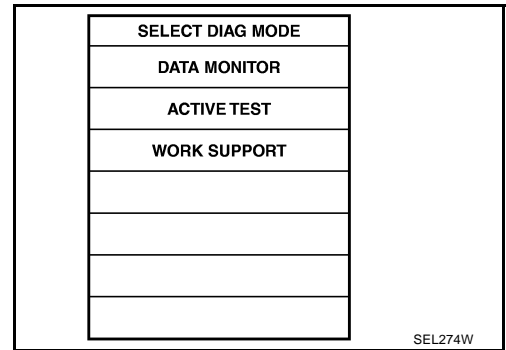 SELECT DIAG MODE
DATA MONITOR
ACTIVE TEST
WORK SUPPORT
SEL274W